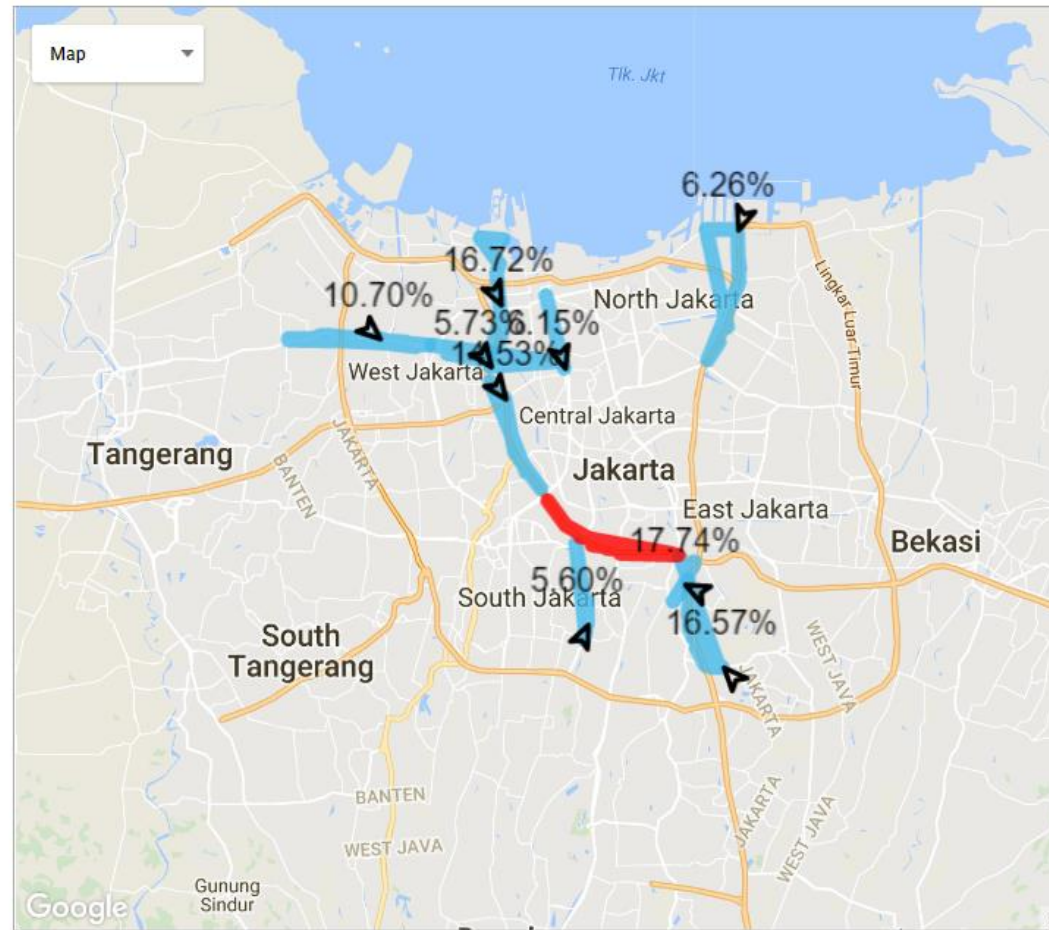 Map
Tlk. Jkt
6.26%
16.72%
Lingkar Luar Timur
10.70%
North Jakarta
5.73%
6.15%
West Jakarta
Central Jakarta
Tangerang
JAKARTA
BANTEN
Jakarta
East Jakarta
17.74%
Bekasi
5.60%
South Jakarta
16.57%
South
Tangerang
WEST JAVA
JAKARTA
BANTEN
WEST JAVA
JAKARTA
WEST JAVA
Gunung
Sindur
Google